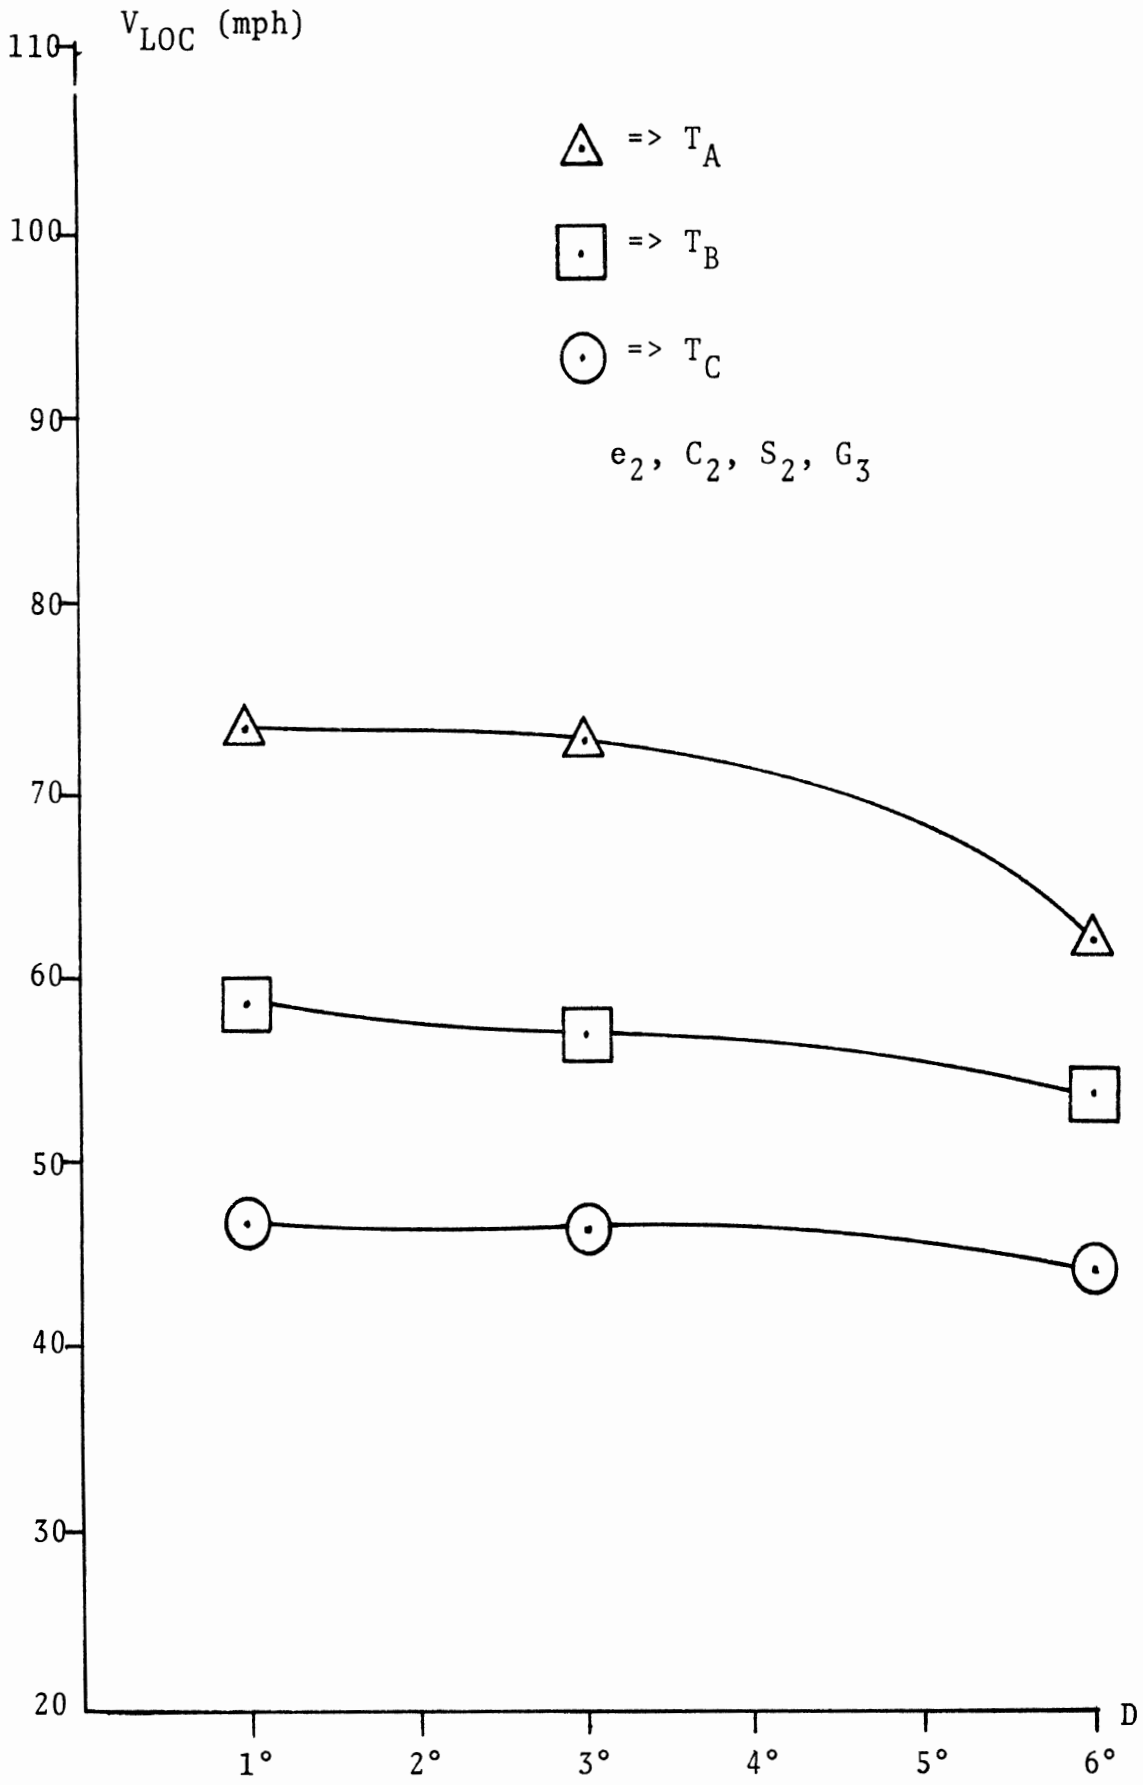 V_LOC (mph)
110
=> T_A
100
=> T_B
=> T_C
90
e_2, C_2, S_2, G_3
80
70
60
50
40
30
20
D
1° 2° 3° 4° 5° 6°